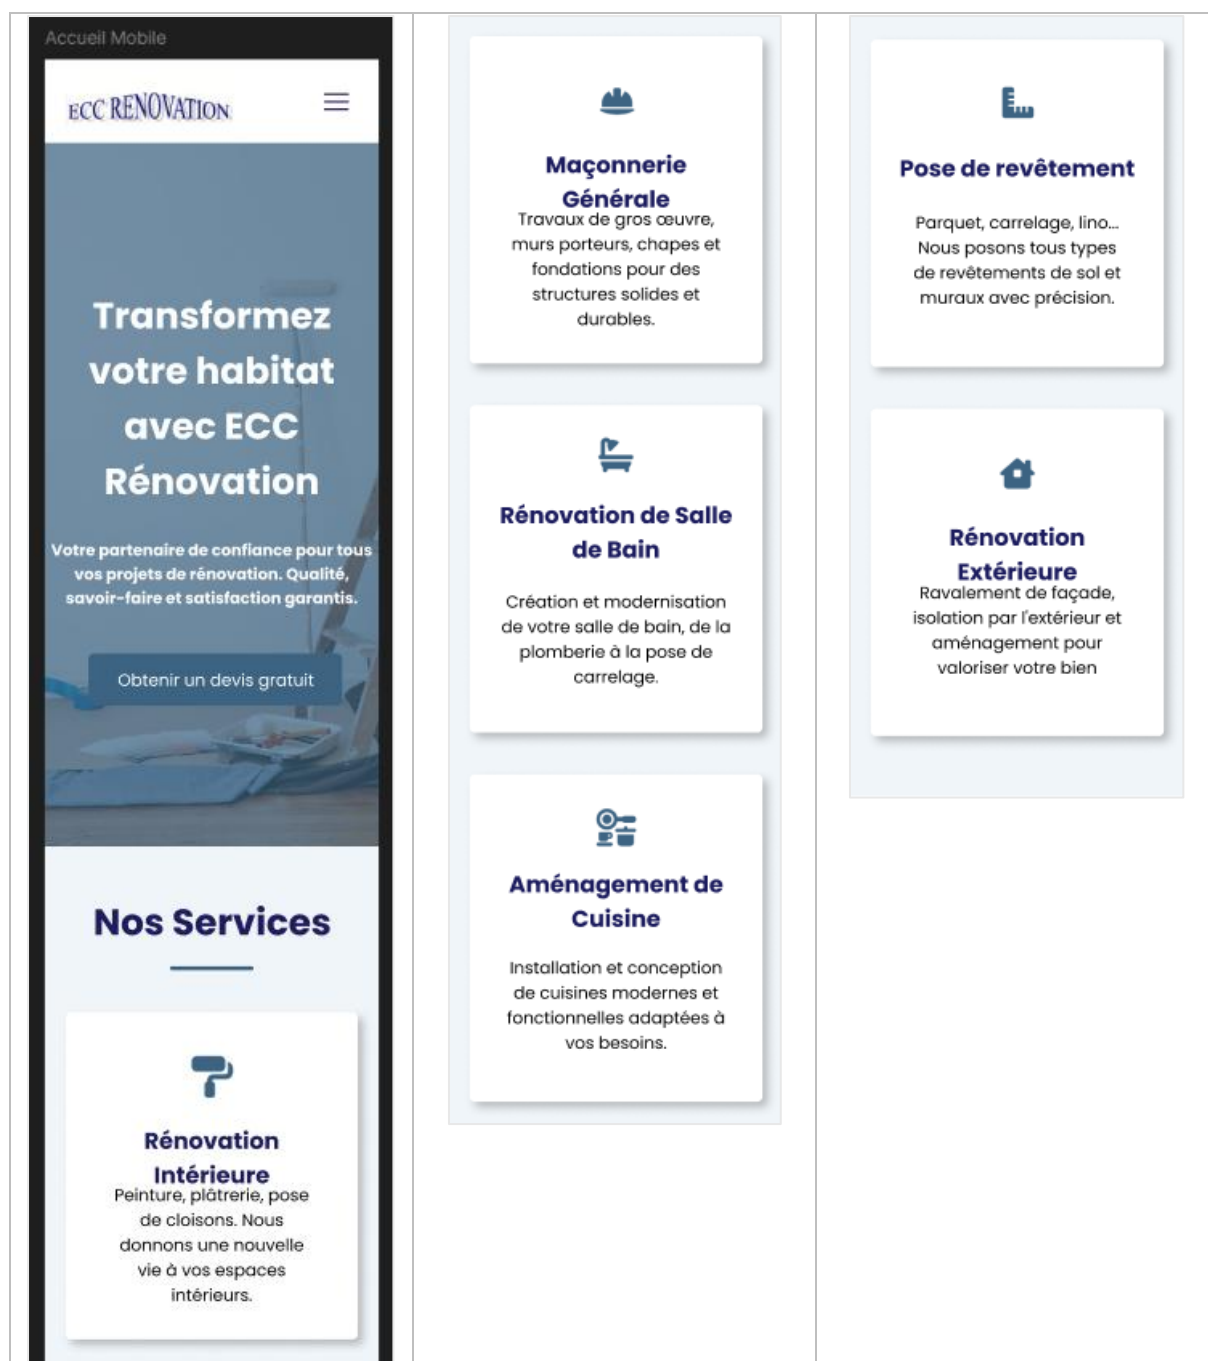 Accueil Mobile
ECC RENOVATION
Transformez
votre habitat
avec ECC
Rénovation
Votre partenaire de confiance pour tous
vos projets de rénovation. Qualité,
savoir-faire et satisfaction garantis.
Obtenir un devis gratuit
Nos Services
Rénovation
Intérieure
Peinture, plâtrerie, pose
de cloisons. Nous
donnons une nouvelle
vie à vos espaces
intérieurs.
Maçonnerie
Générale
Travaux de gros œuvre,
murs porteurs, chapes et
fondations pour des
structures solides et
durables.
Rénovation de Salle
de Bain
Création et modernisation
de votre salle de bain, de la
plomberie à la pose de
carrelage.
Aménagement de
Cuisine
Installation et conception
de cuisines modernes et
fonctionnelles adaptées à
vos besoins.
Pose de revêtement
Parquet, carrelage, lino...
Nous posons tous types
de revêtements de sol et
muraux avec précision.
Rénovation
Extérieure
Ravalement de façade,
isolation par l'extérieur et
aménagement pour
valoriser votre bien